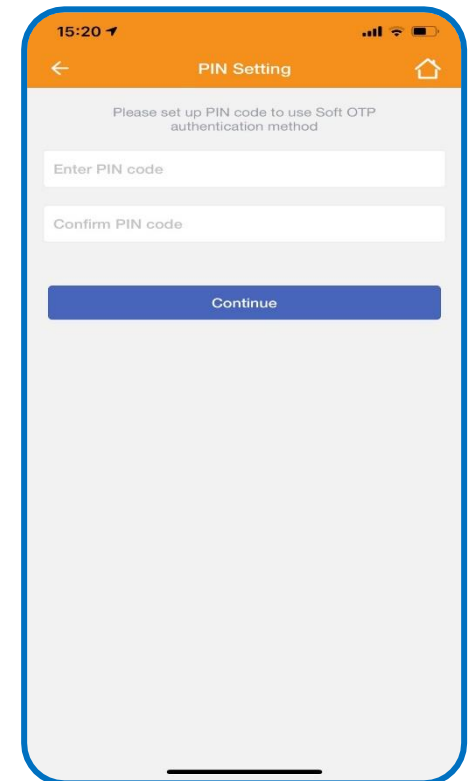 15:20
PIN Setting
Please set up PIN code to use Soft OTP
authentication method
Enter PIN code
Confirm PIN code
Continue